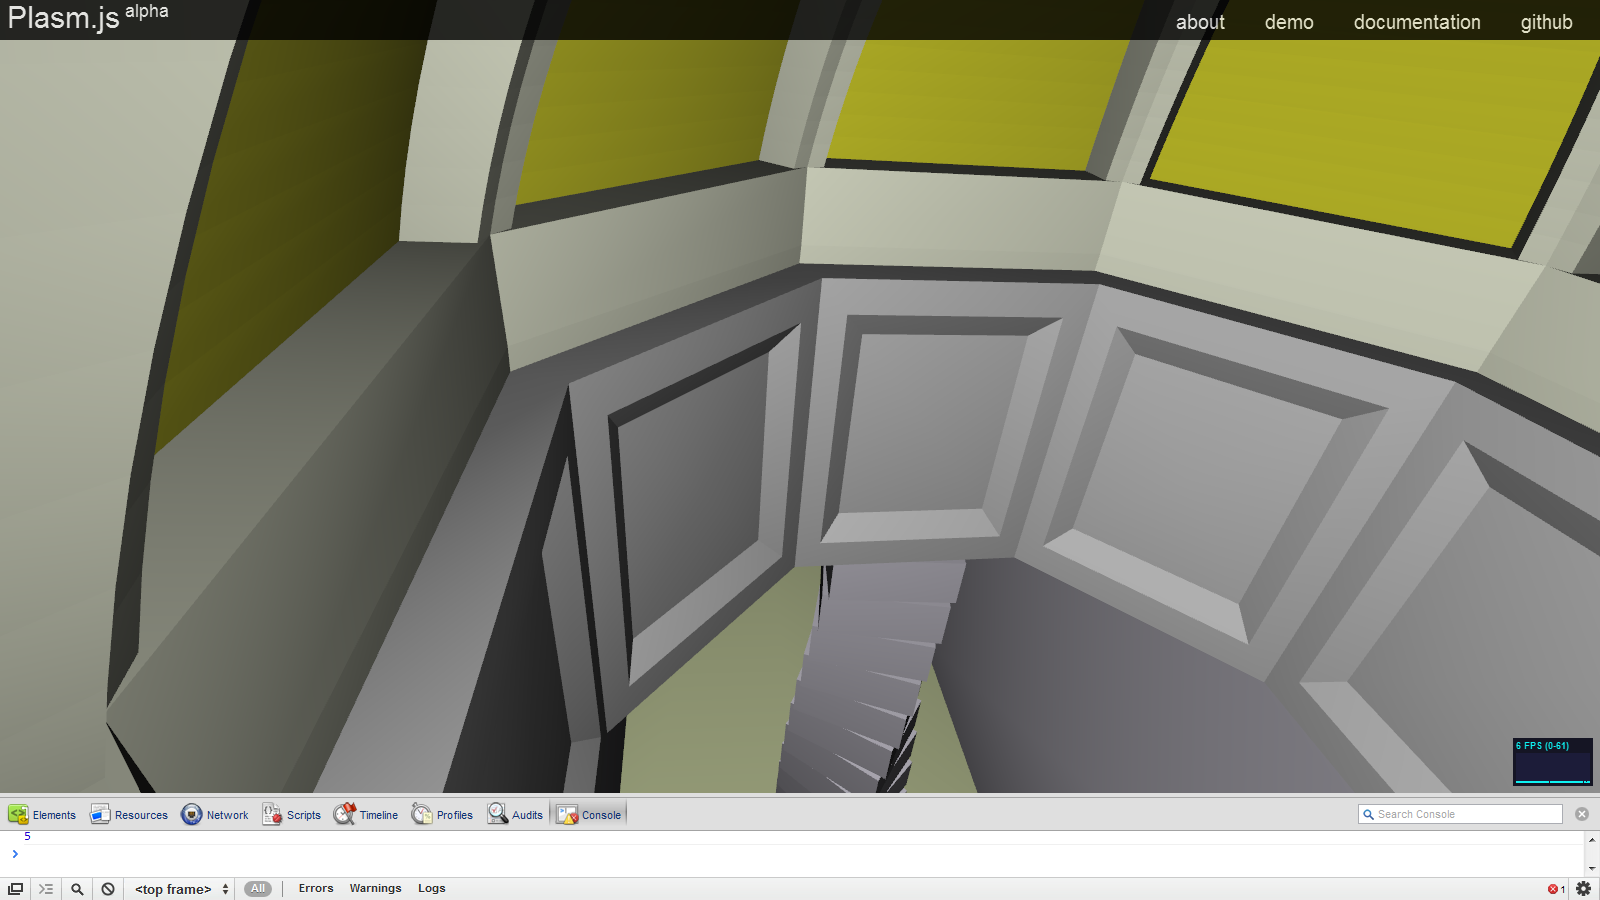 Plasm.js alpha
about demo documentation github
6 FPS (0-61)
Elements Resources Network Scripts Timeline Profiles Audits Console Search Console
5
<top frame> All Errors Warnings Logs 1